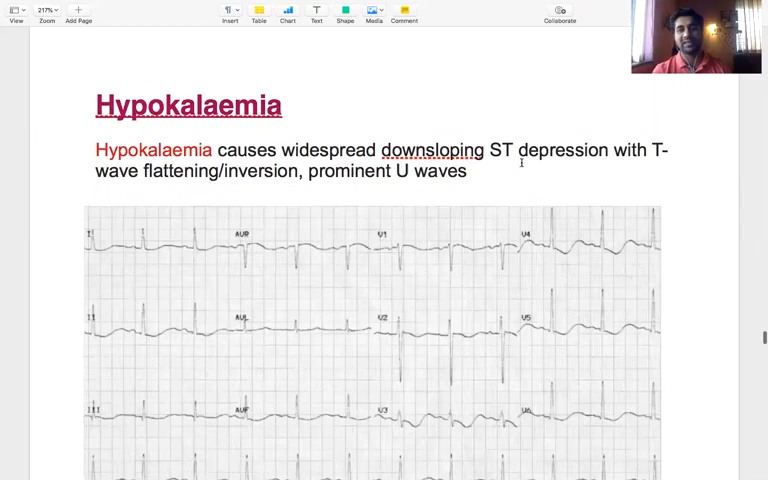 View
217%
Zoom
Add Page
Insert
Table
Chart
Text
Shape
Media
Comment
Collaborate
Hypokalaemia
Hypokalaemia causes widespread downsloping ST depression with T-
wave flattening/inversion, prominent U waves
I AVR V1 V4
II AVL V2 V5
III AVF V3 V6